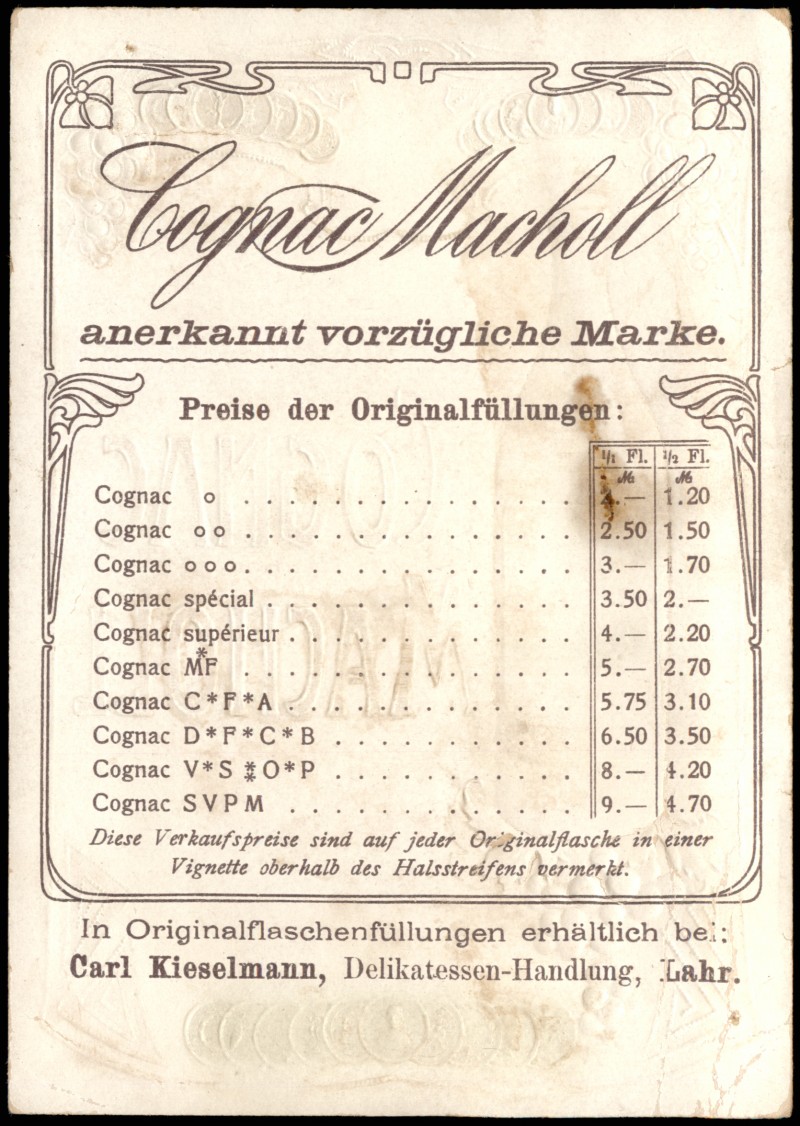 Cognac Macholl
anerkannt vorzügliche Marke.
Preise der Originalfüllungen:
1/1 Fl. 1/2 Fl.
ℳ ℳ
Cognac o . . . . . . . . . . . . . . 1.20
Cognac oo . . . . . . . . . . . . . . 2.50 1.50
Cognac ooo . . . . . . . . . . . . . . 3.— 1.70
Cognac spécial . . . . . . . . . . . . . 3.50 2.—
Cognac supérieur . . . . . . . . . . . . 4.— 2.20
Cognac M*F . . . . . . . . . . . . . 5.— 2.70
Cognac C*F*A . . . . . . . . . . . 5.75 3.10
Cognac D*F*C*B . . . . . . . . . . 6.50 3.50
Cognac V*S⁑O*P . . . . . . . . . . 8.— 4.20
Cognac SVPM . . . . . . . . . . . . 9.— 4.70
Diese Verkaufspreise sind auf jeder Originalflasche in einer
Vignette oberhalb des Halsstreifens vermerkt.
In Originalflaschenfüllungen erhältlich bei:
Carl Kieselmann, Delikatessen-Handlung, Lahr.